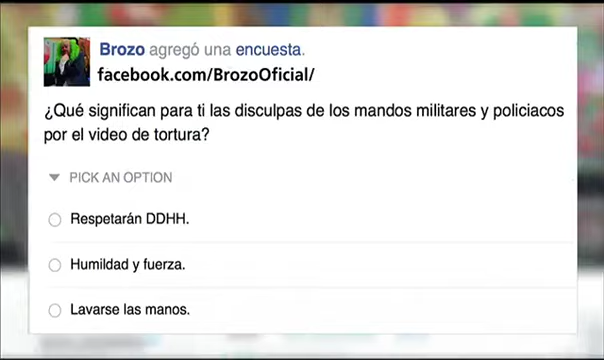 Brozo agregó una encuesta.
facebook.com/BrozoOficial/
¿Qué significan para ti las disculpas de los mandos militares y policiacos
por el video de tortura?
PICK AN OPTION
Respetarán DDHH.
Humildad y fuerza.
Lavarse las manos.